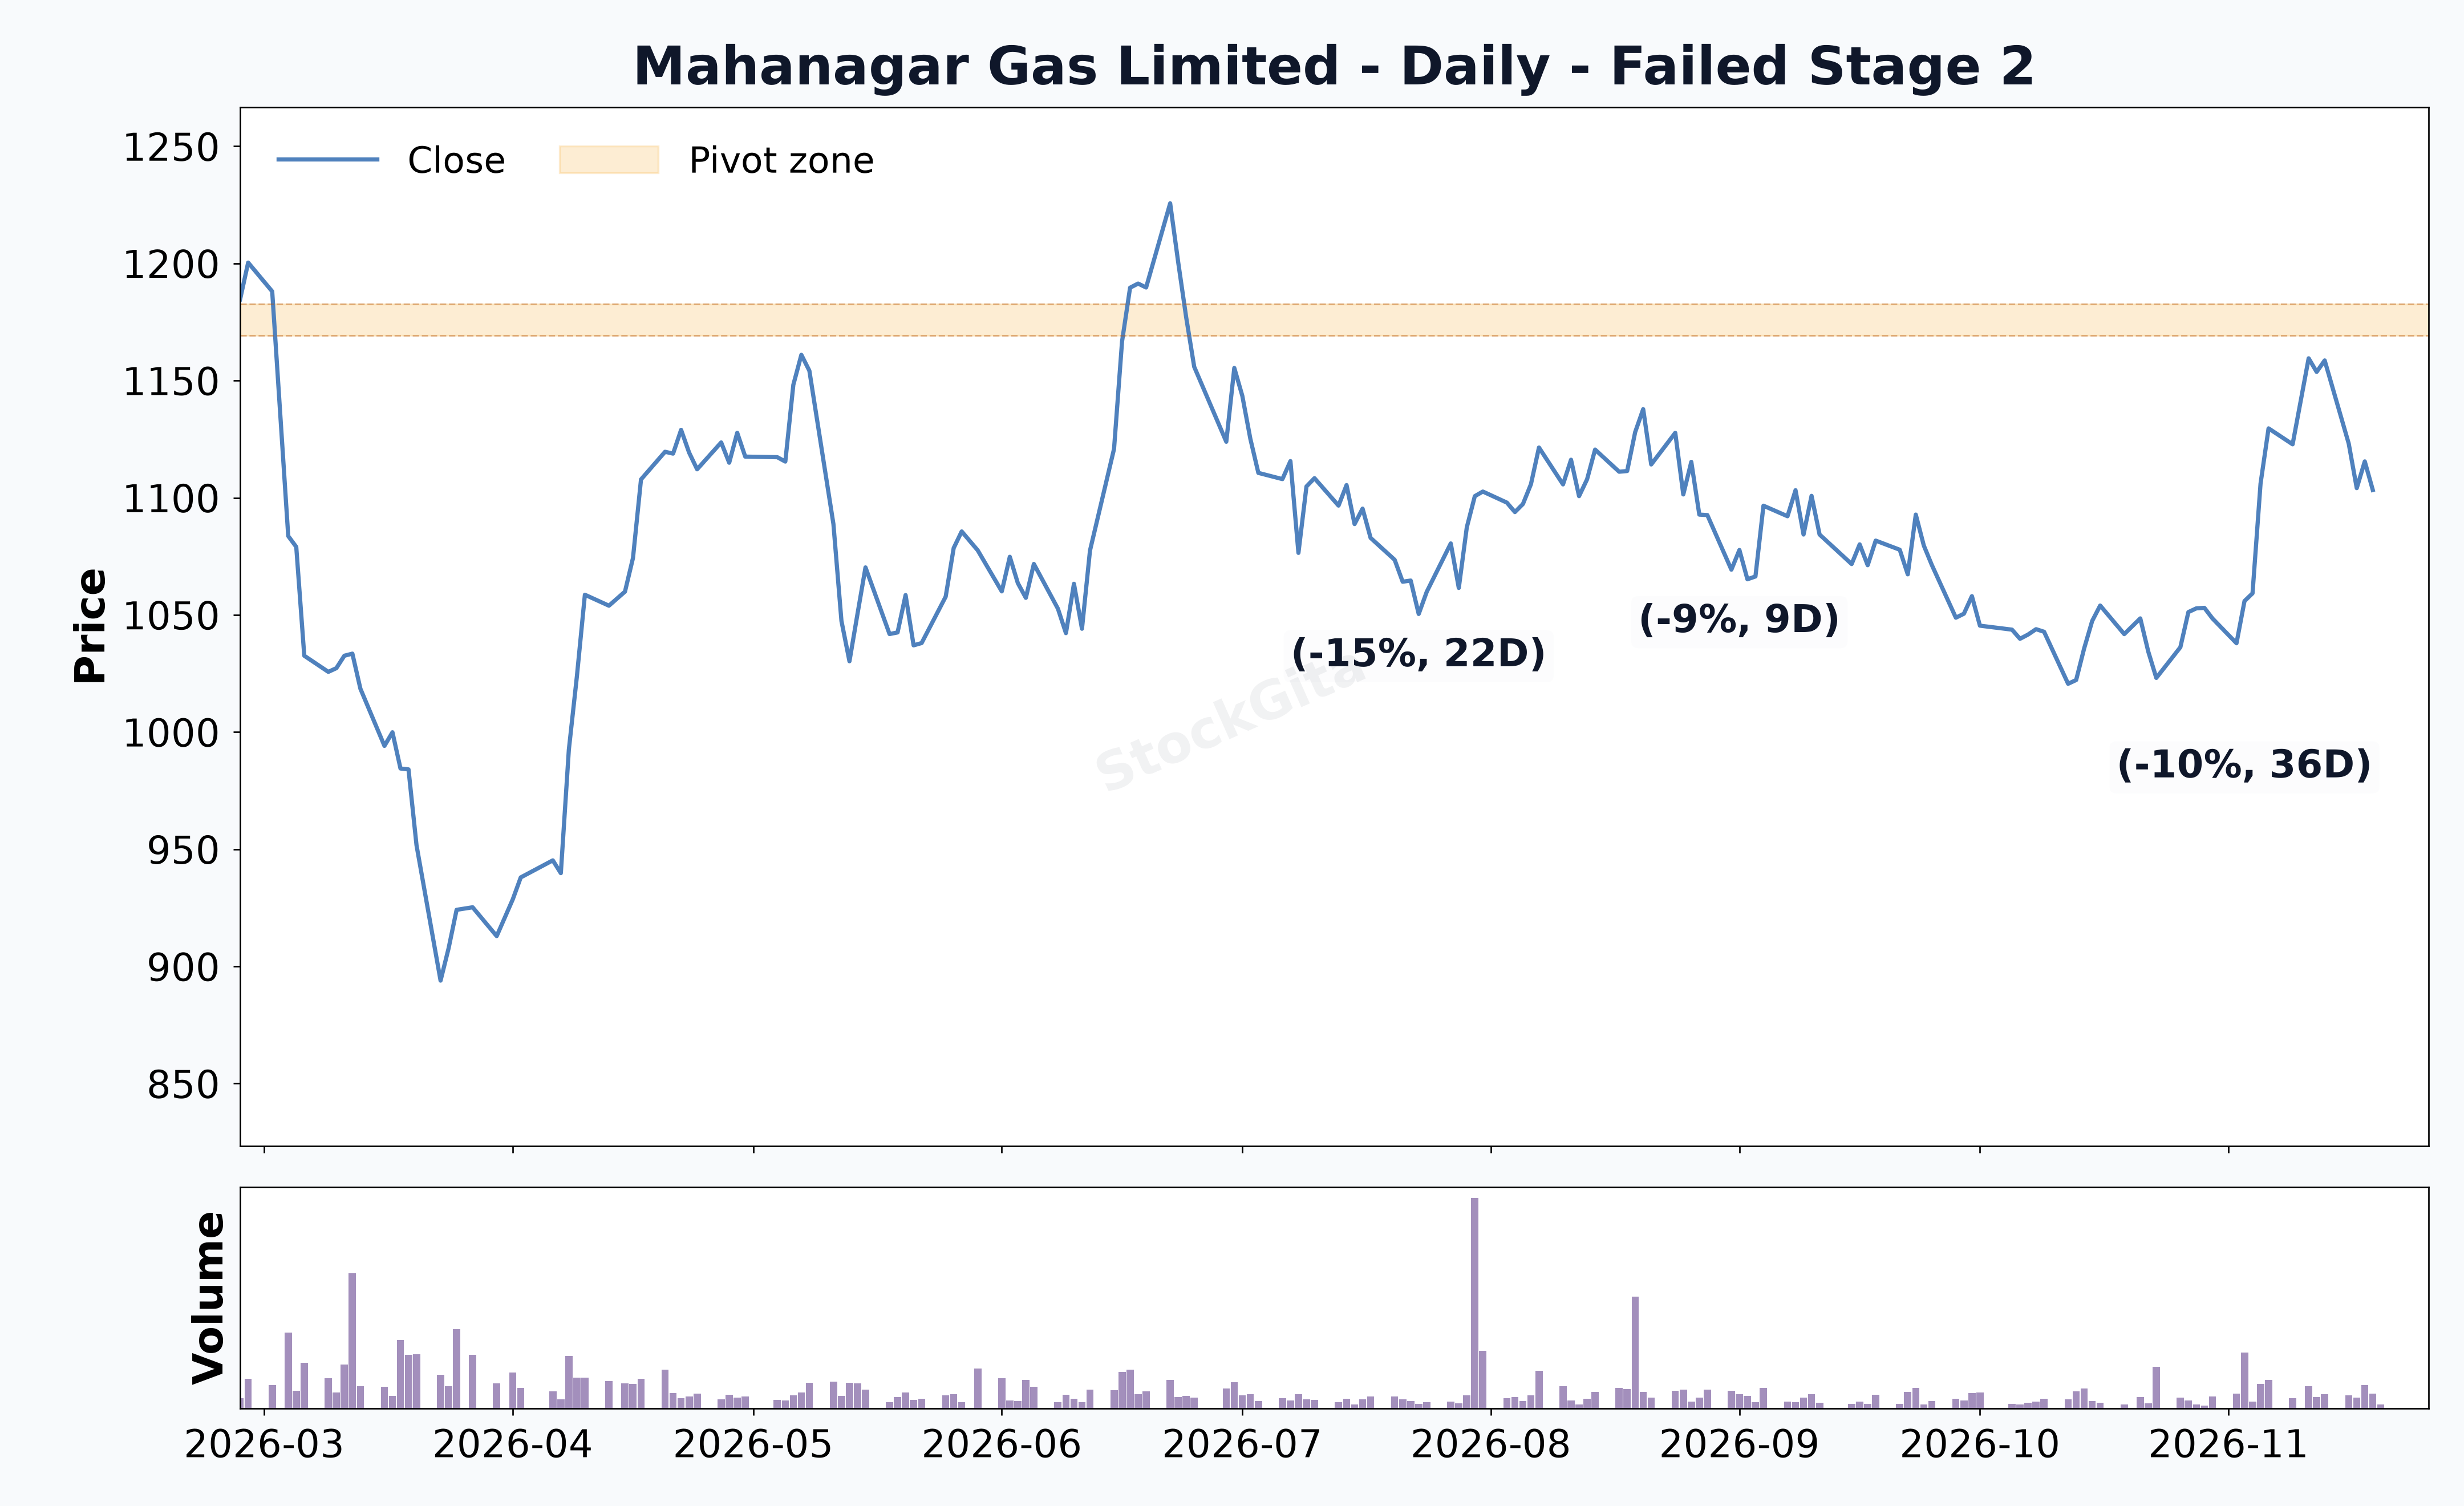 Mahanagar Gas Limited - Daily - Failed Stage 2
Close
Pivot zone
Price
1250
1200
1150
1100
1050
1000
950
900
850
(-15%, 22D)
(-9%, 9D)
(-10%, 36D)
StockGita
Volume
2026-03
2026-04
2026-05
2026-06
2026-07
2026-08
2026-09
2026-10
2026-11